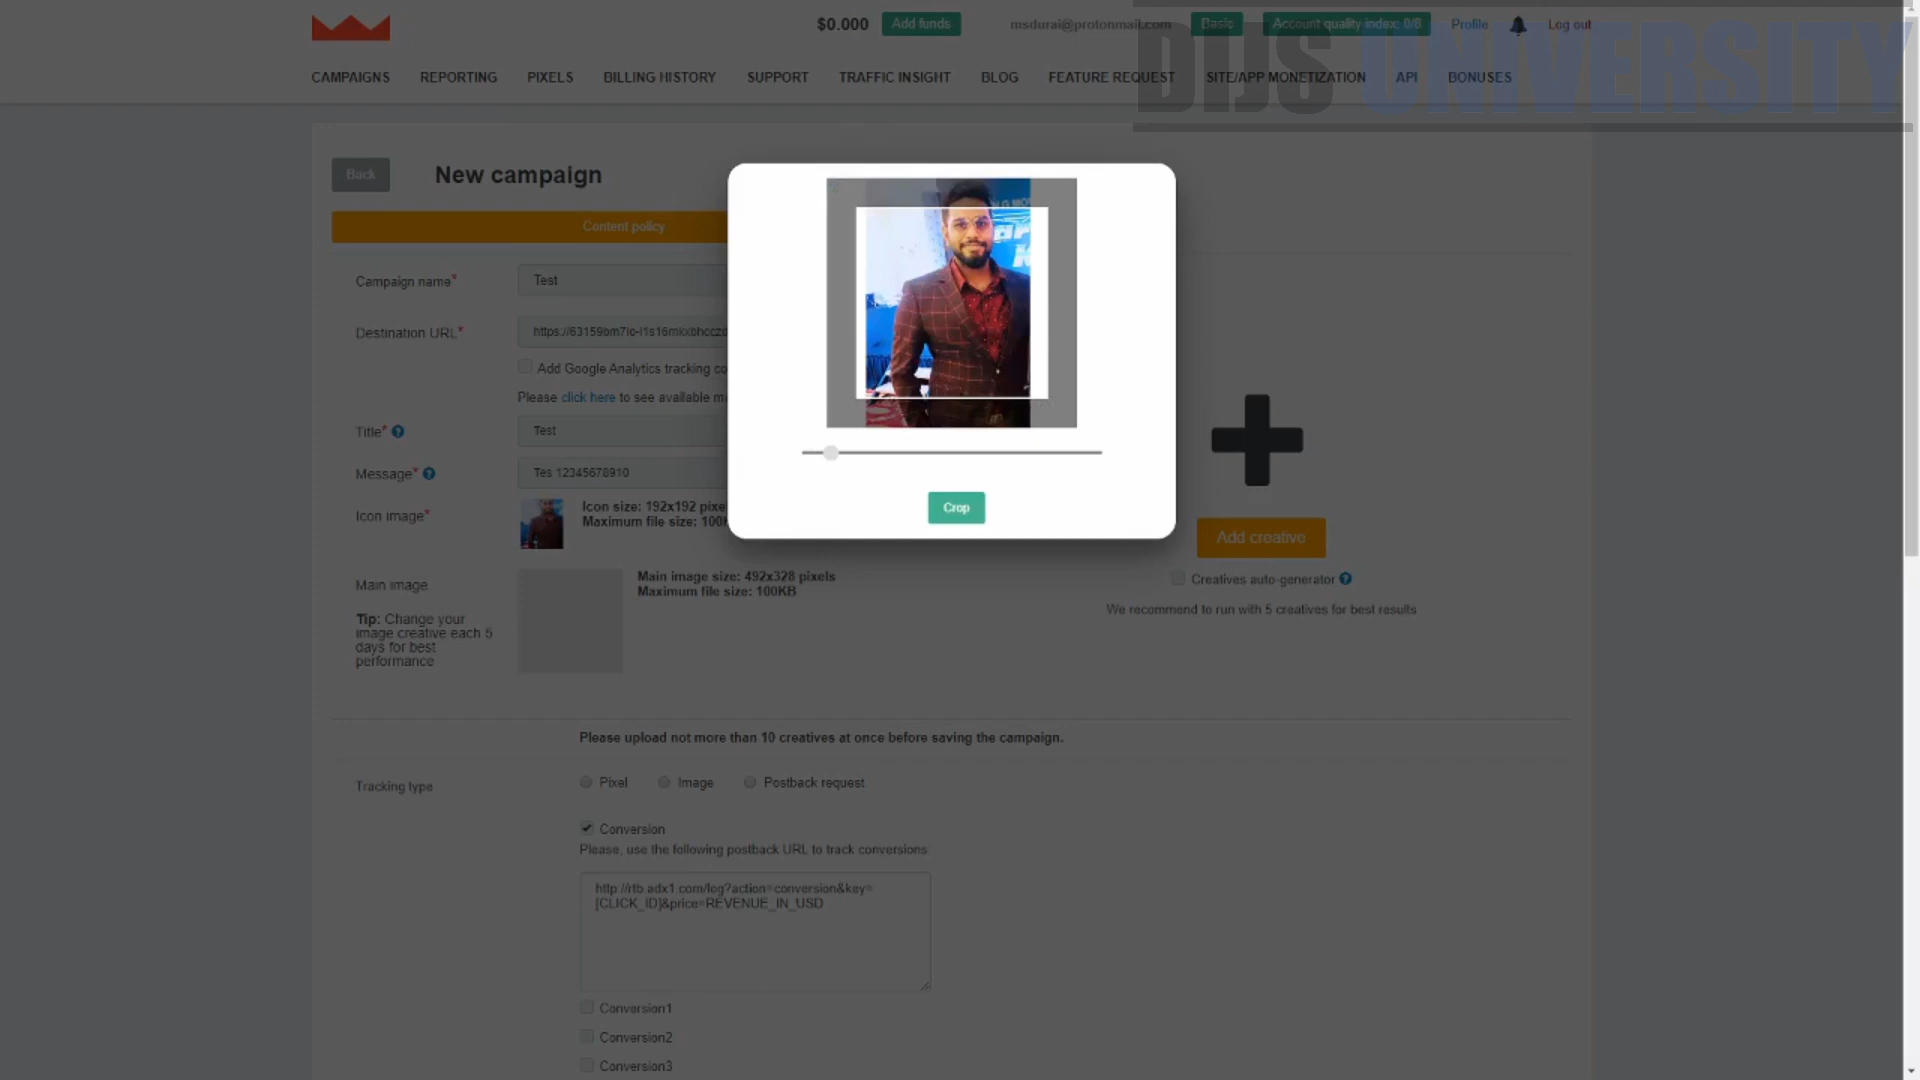 $0.000 Add funds msdurai@protonmail.com Basic Account quality index: 0/8 Profile Log out
DIJS UNIVERSITY
CAMPAIGNS REPORTING PIXELS BILLING HISTORY SUPPORT TRAFFIC INSIGHT BLOG FEATURE REQUEST SITE/APP MONETIZATION API BONUSES
Back New campaign
Content policy
Campaign name* Test
Destination URL*
Add Google Analytics tracking co
Please click here to see available m
Title* Test
Message* Tes 12345678910
Icon image* Icon size: 192x192 pixe
Maximum file size: 100
Crop
Add creative
Creatives auto-generator
We recommend to run with 5 creatives for best results
Main image Main image size: 492x328 pixels
Maximum file size: 100KB
Tip: Change your
image creative each 5
days for best
performance
Please upload not more than 10 creatives at once before saving the campaign.
Tracking type Pixel Image Postback request
Conversion
Please, use the following postback URL to track conversions
http://rtb.adx1.com/log?action=conversion&key=
[CLICK_ID]&price=REVENUE_IN_USD
Conversion1
Conversion2
Conversion3